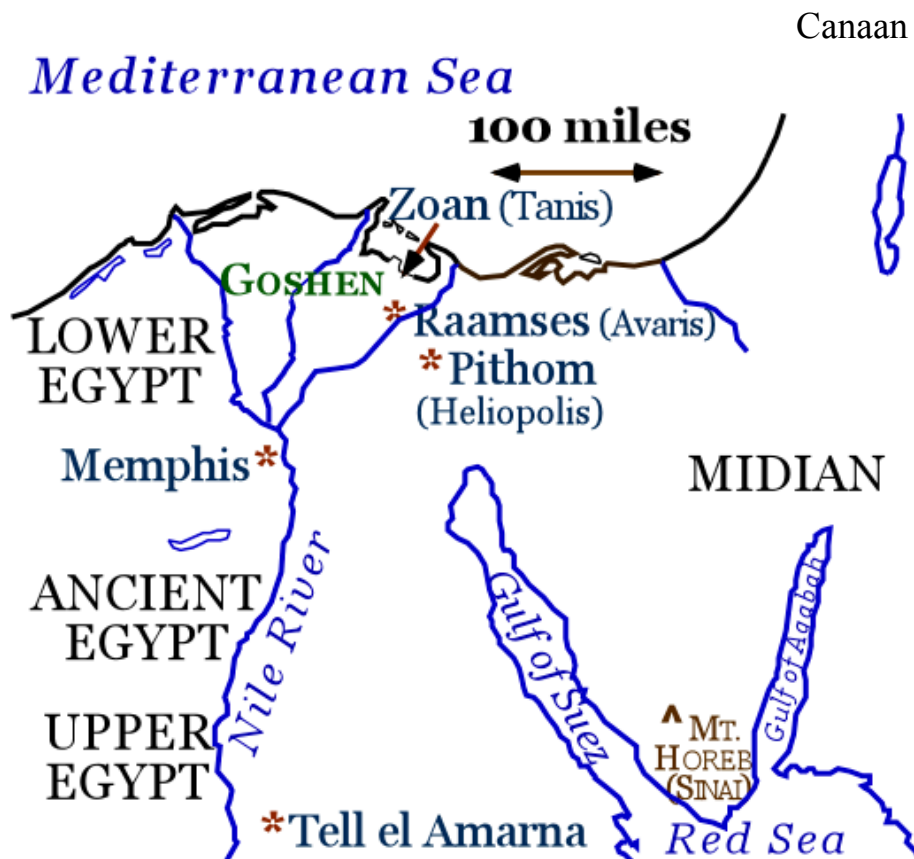 Canaan
Mediterranean Sea
100 miles
Zoan (Tanis)
GOSHEN
* Raamses (Avaris)
LOWER
EGYPT
* Pithom
(Heliopolis)
Memphis *
MIDIAN
ANCIENT
EGYPT
Nile River
Gulf of Suez
Gulf of Aqabah
^ MT.
HOREB
(SINAI)
UPPER
EGYPT
* Tell el Amarna
Red Sea